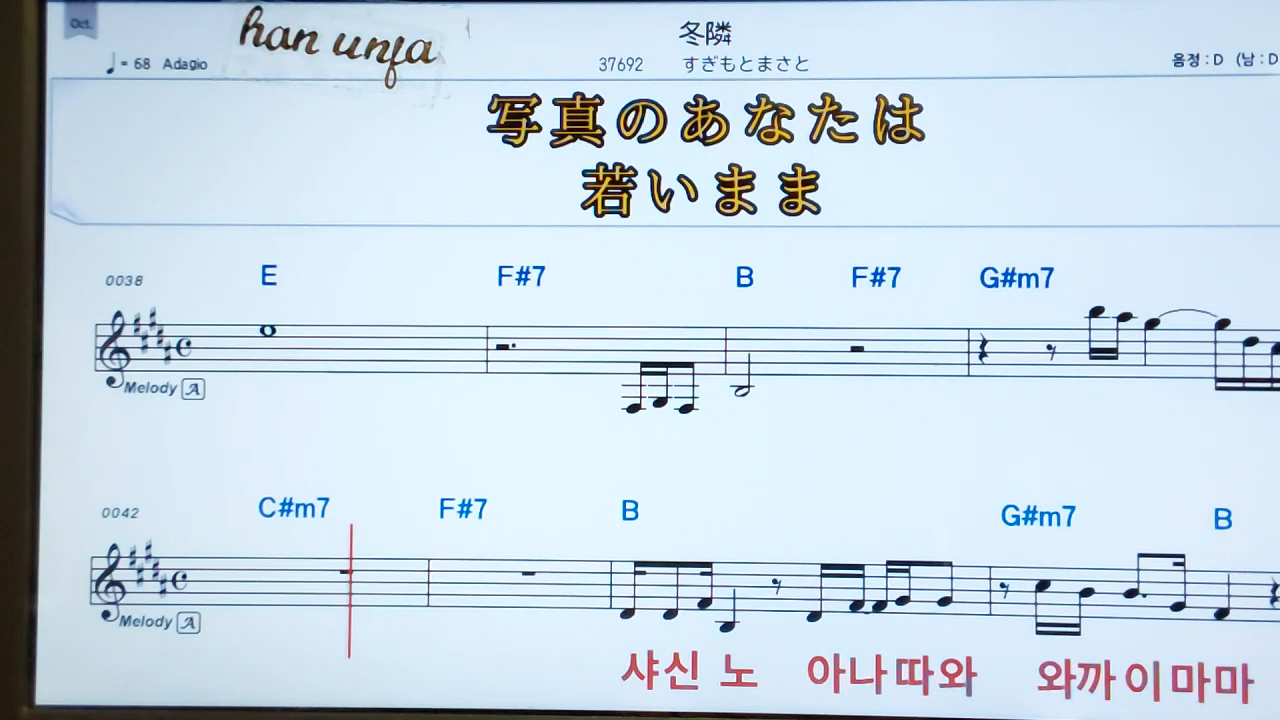 Oct.
han unfa
冬隣
♩= 68 Adagio
37692 すぎもとまさと
음정 : D (남 : D
写真のあなたは
若いまま
0038 E F#7 B F#7 G#m7
Melody A
0042 C#m7 F#7 B G#m7 B
Melody A
샤신 노 아나따와 와까 이마마